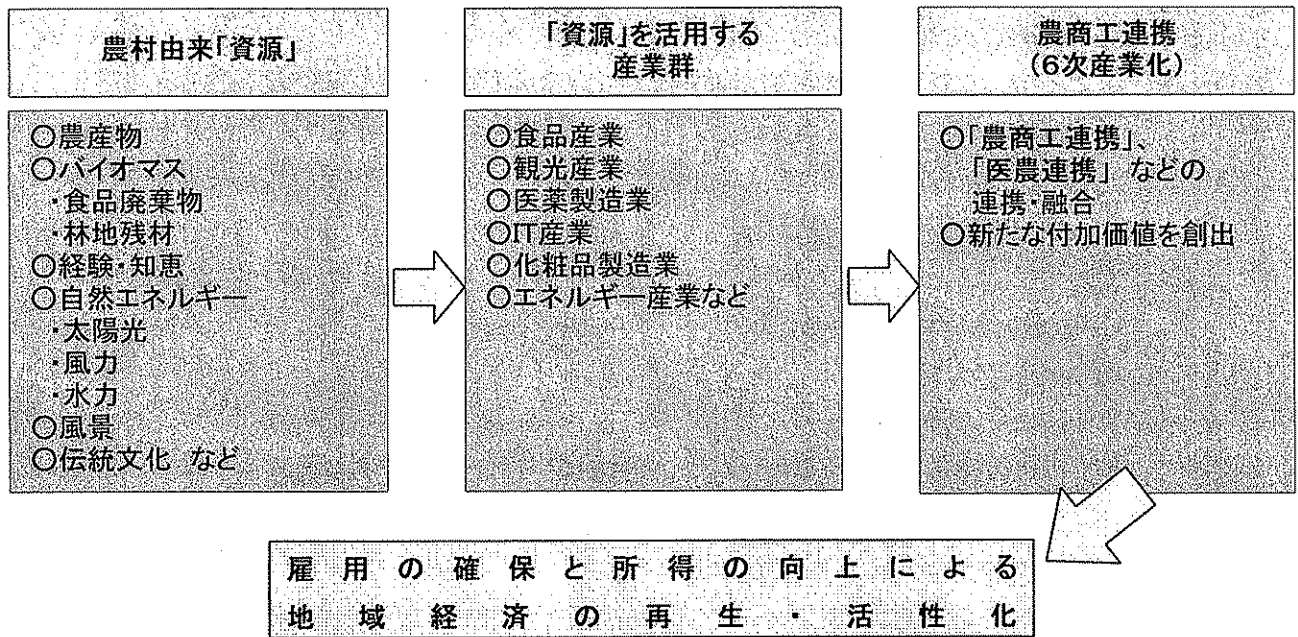 農村由来「資源」
○農産物
○バイオマス
・食品廃棄物
・林地残材
○経験・知恵
○自然エネルギー
・太陽光
・風力
・水力
○風景
○伝統文化 など
「資源」を活用する
産業群
○食品産業
○観光産業
○医薬製造業
○IT産業
○化粧品製造業
○エネルギー産業など
農商工連携
(6次産業化)
○「農商工連携」、
「医農連携」などの
連携・融合
○新たな付加価値を創出
雇用の確保と所得の向上による
地域経済の再生・活性化